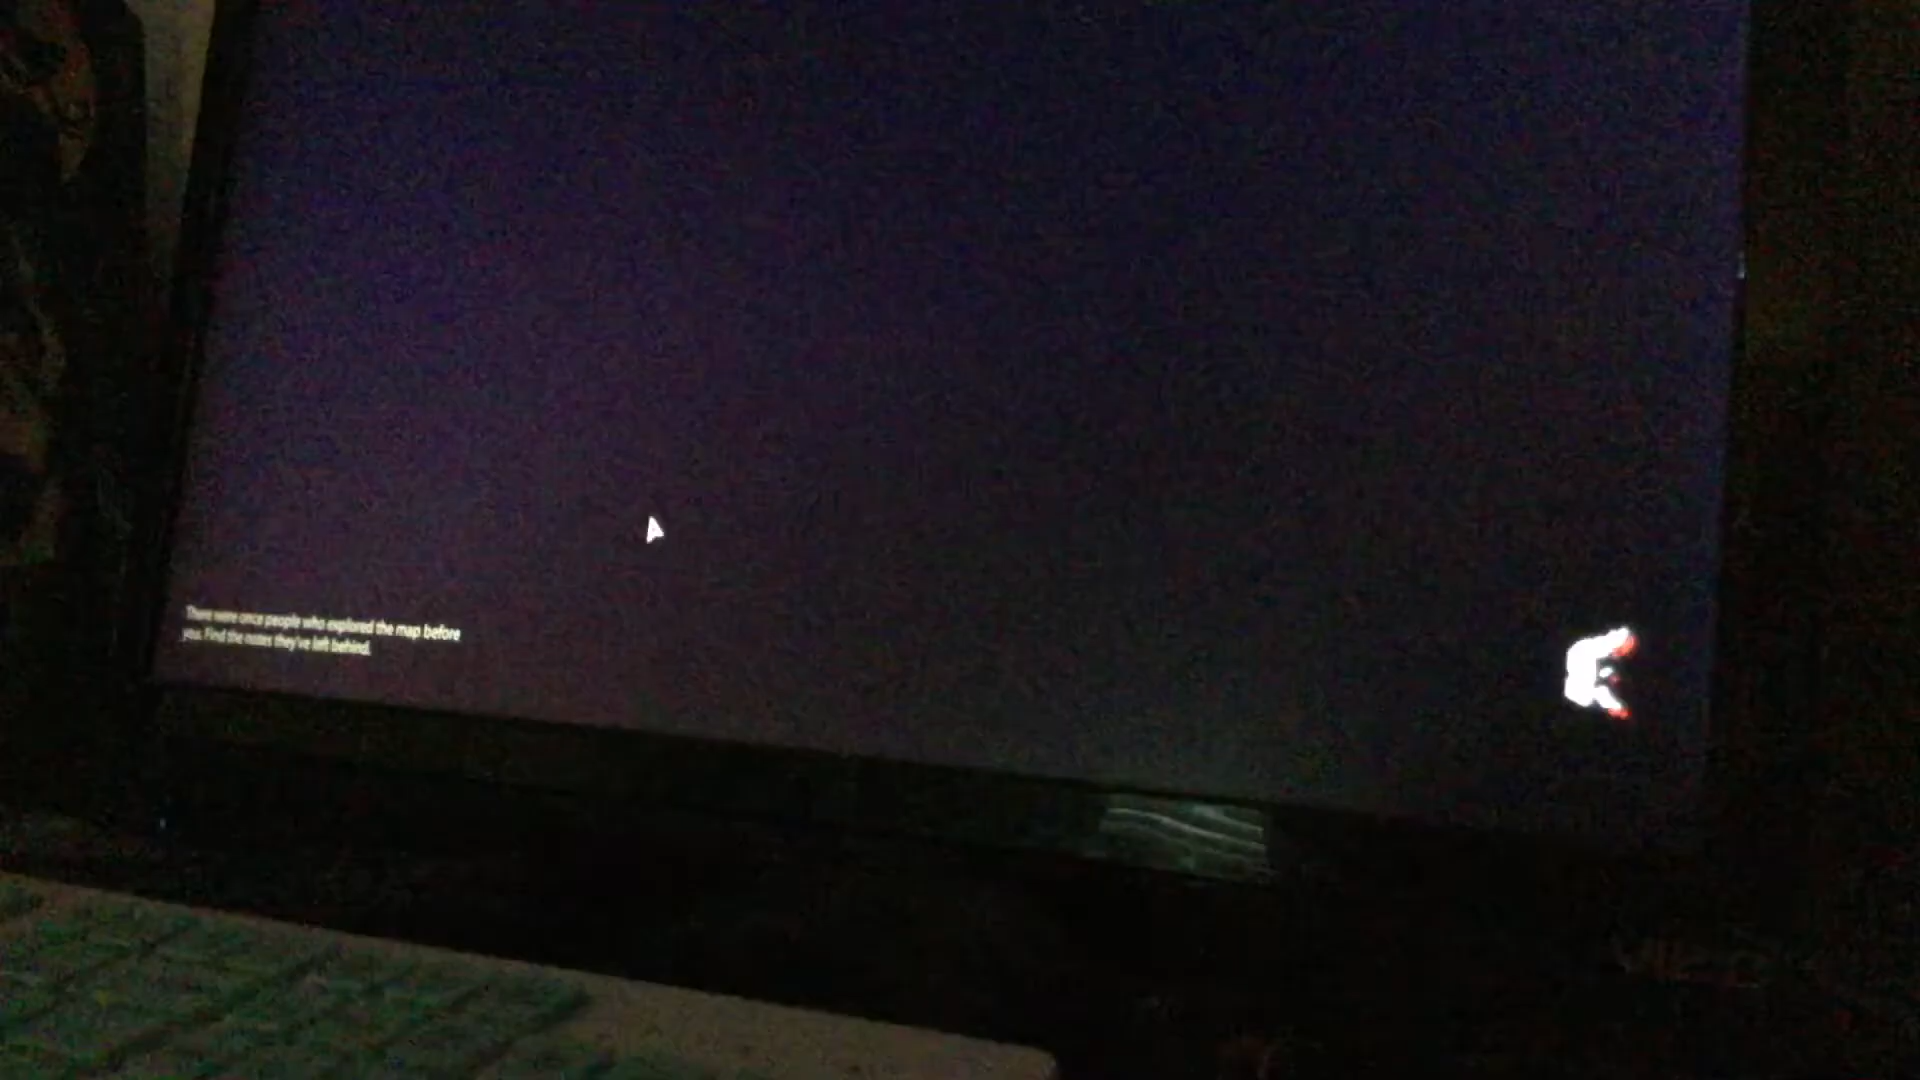 There were once people who explored the map before
you. Find the notes they've left behind.